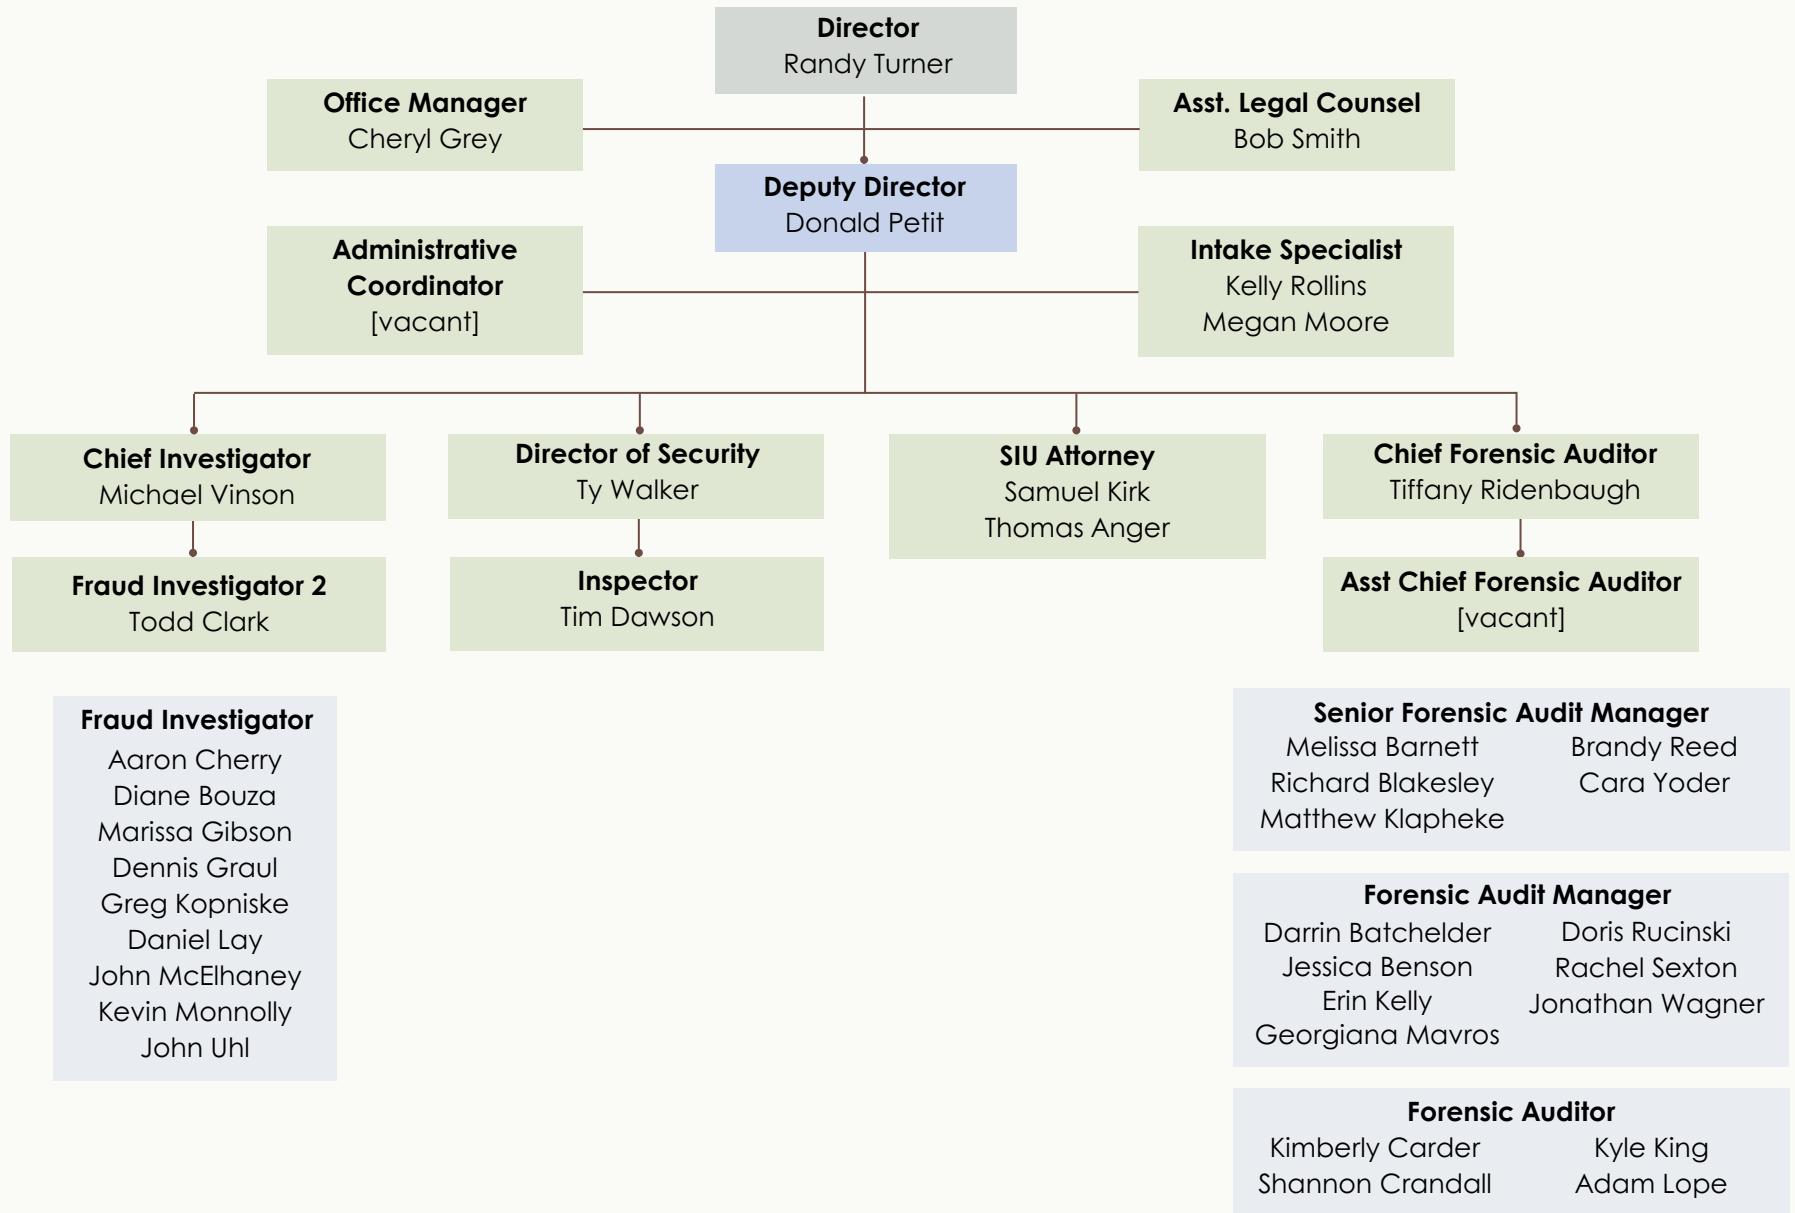 Director
Randy Turner
Office Manager
Cheryl Grey
Asst. Legal Counsel
Bob Smith
Deputy Director
Donald Petit
Administrative
Coordinator
[vacant]
Intake Specialist
Kelly Rollins
Megan Moore
Chief Investigator
Michael Vinson
Director of Security
Ty Walker
SIU Attorney
Samuel Kirk
Thomas Anger
Chief Forensic Auditor
Tiffany Ridenbaugh
Fraud Investigator 2
Todd Clark
Inspector
Tim Dawson
Asst Chief Forensic Auditor
[vacant]
Fraud Investigator
Aaron Cherry
Diane Bouza
Marissa Gibson
Dennis Graul
Greg Kopniske
Daniel Lay
John McElhaney
Kevin Monnolly
John Uhl
Senior Forensic Audit Manager
Melissa Barnett
Richard Blakesley
Matthew Klapheke
Brandy Reed
Cara Yoder
Forensic Audit Manager
Darrin Batchelder
Jessica Benson
Erin Kelly
Georgiana Mavros
Doris Rucinski
Rachel Sexton
Jonathan Wagner
Forensic Auditor
Kimberly Carder
Shannon Crandall
Kyle King
Adam Lope